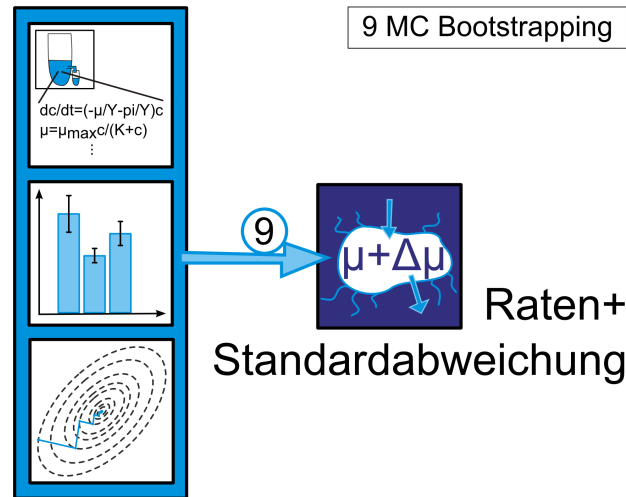 9 MC Bootstrapping
dc/dt=(-μ/Y-pi/Y)c
μ=μmaxc/(K+c)
⋮
9
μ+Δμ
Raten+
Standardabweichung